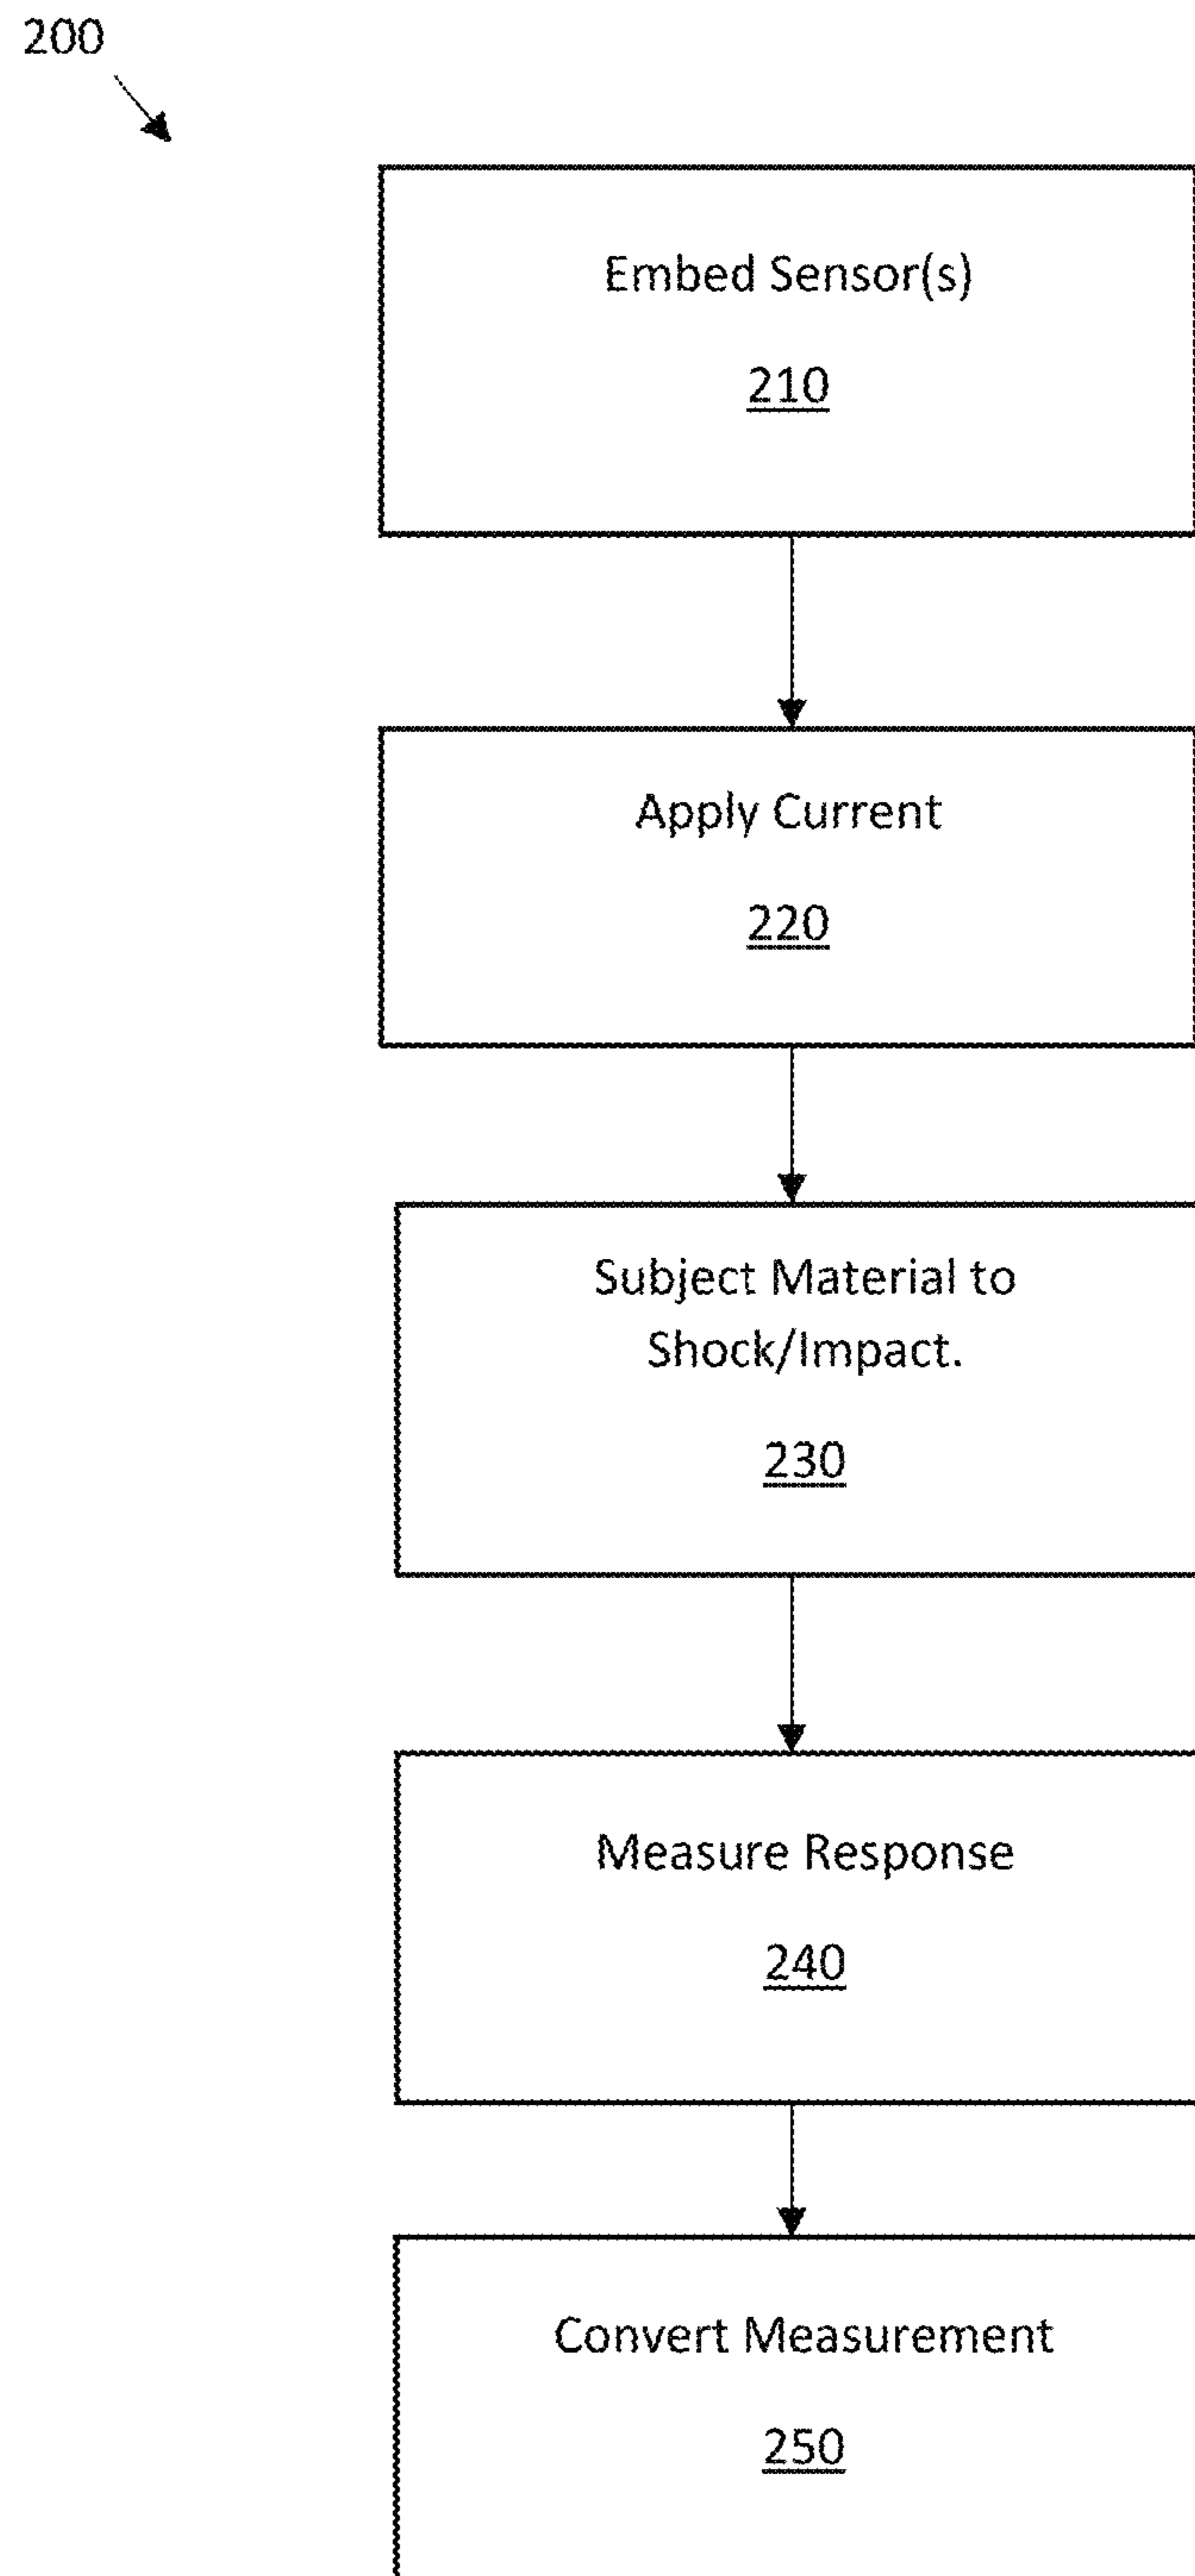 200
Embed Sensor(s)
210
Apply Current
220
Subject Material to
Shock/Impact.
230
Measure Response
240
Convert Measurement
250